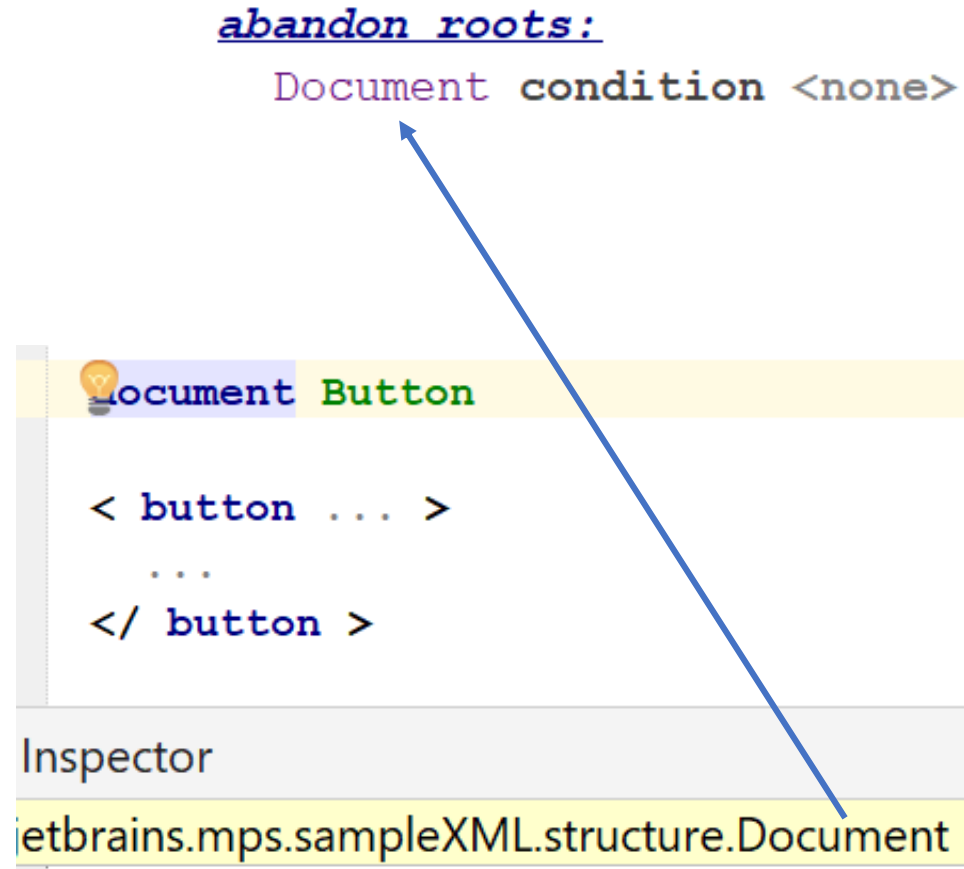 abandon roots:
Document condition <none>
document Button
< button ... >
...
</ button >
Inspector
jetbrains.mps.sampleXML.structure.Document